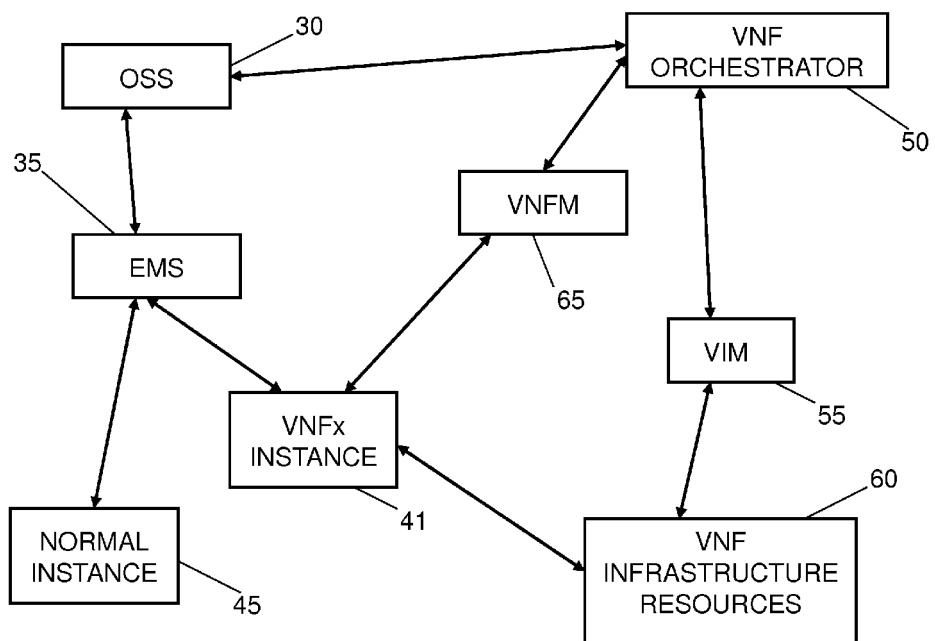 30
OSS
VNF
ORCHESTRATOR
50
35
EMS
VNFM
65
VIM
55
VNFx
INSTANCE
41
NORMAL
INSTANCE
45
60
VNF
INFRASTRUCTURE
RESOURCES